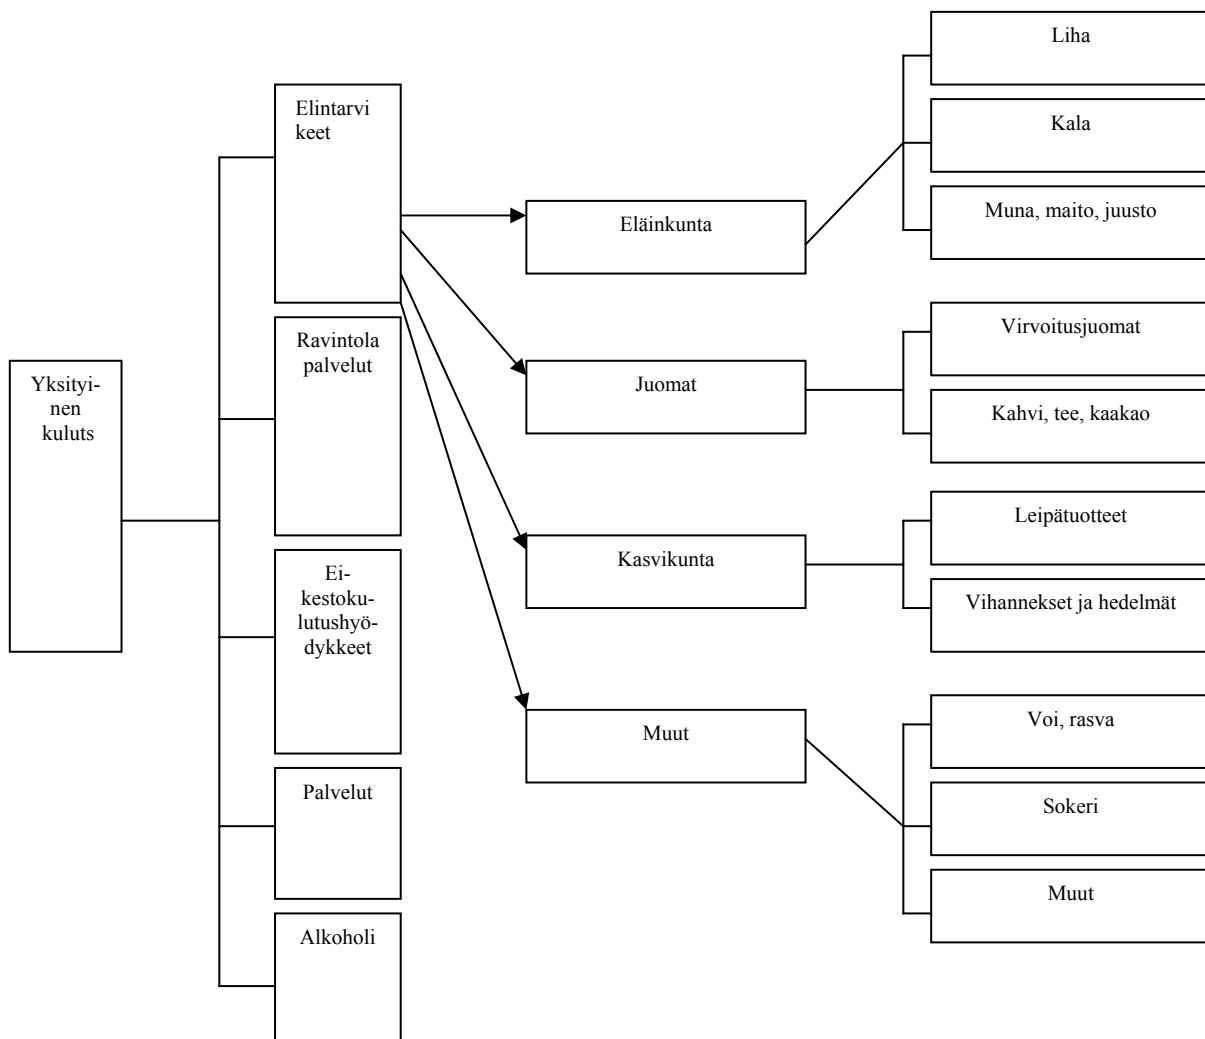 Yksityi-
nen
kuluts
Elintarvi
keet
Ravintola
palvelut
Ei-
kestoku-
lutushyö-
dykkeet
Palvelut
Alkoholi
Eläinkunta
Juomat
Kasvikunta
Muut
Liha
Kala
Muna, maito, juusto
Virvoitusjuomat
Kahvi, tee, kaakao
Leipätuotteet
Vihannekset ja hedelmät
Voi, rasva
Sokeri
Muut